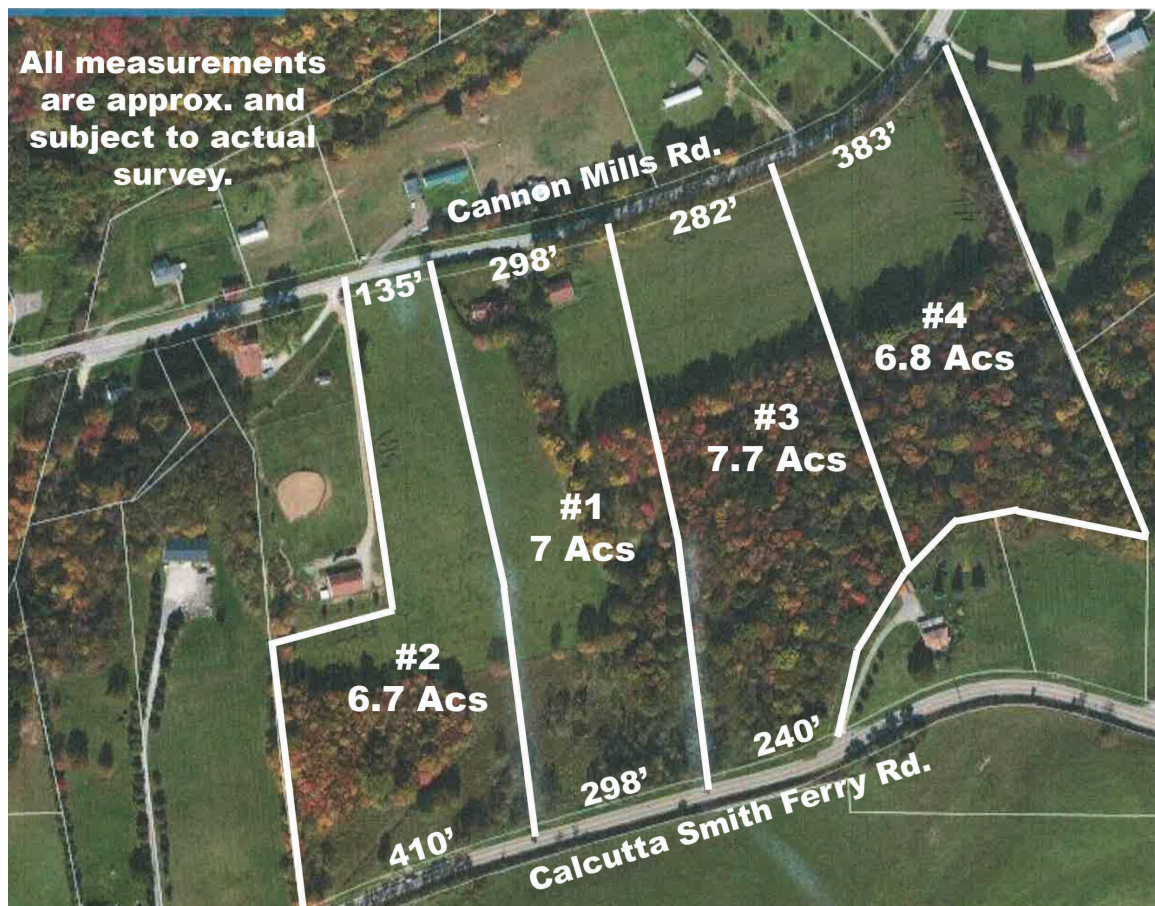 All measurements
are approx. and
subject to actual
survey.
Cannon Mills Rd.
135’
298’
282’
383’
#4
6.8 Acs
#3
7.7 Acs
#1
7 Acs
#2
6.7 Acs
410’
298’
240’
Calcutta Smith Ferry Rd.